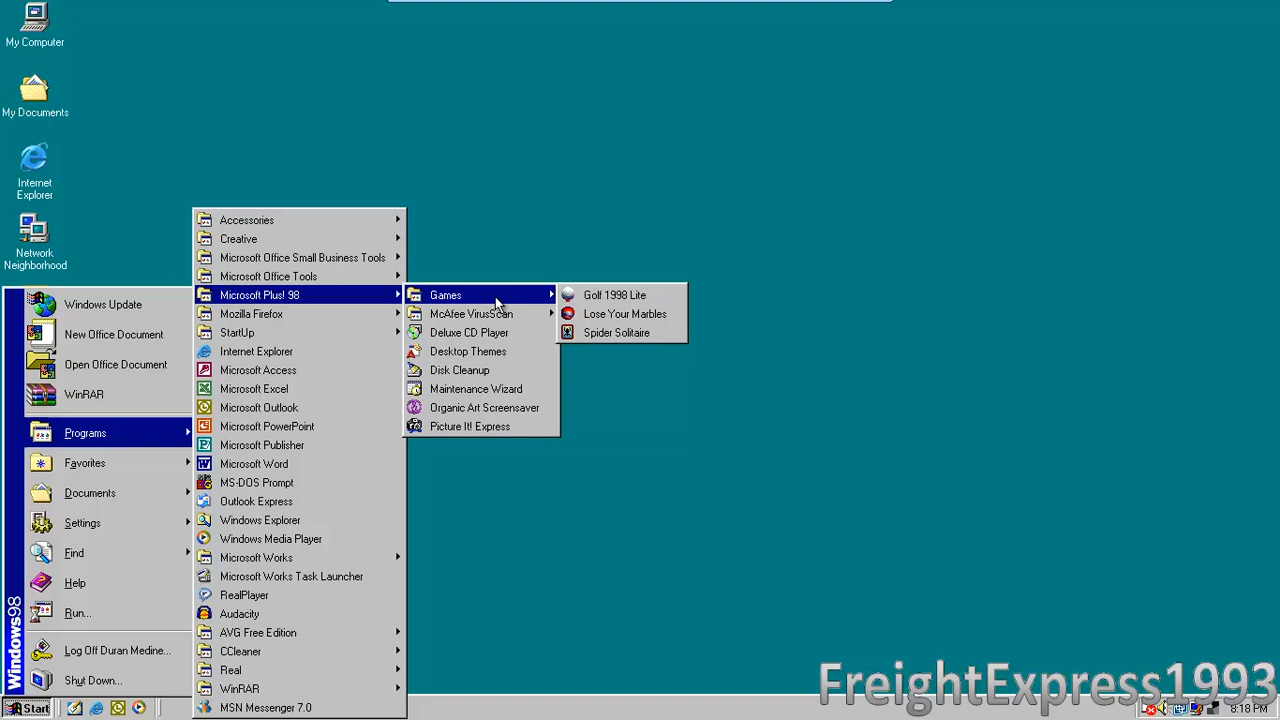 My Computer
My Documents
Internet
Explorer
Network
Neighborhood
Windows Update
New Office Document
Open Office Document
WinRAR
Programs
Favorites
Documents
Settings
Find
Help
Run...
Log Off Duran Medine...
Shut Down...
Windows98
Accessories
Creative
Microsoft Office Small Business Tools
Microsoft Office Tools
Microsoft Plus! 98
Mozilla Firefox
StartUp
Internet Explorer
Microsoft Access
Microsoft Excel
Microsoft Outlook
Microsoft PowerPoint
Microsoft Publisher
Microsoft Word
MS-DOS Prompt
Outlook Express
Windows Explorer
Windows Media Player
Microsoft Works
Microsoft Works Task Launcher
RealPlayer
Audacity
AVG Free Edition
CCleaner
Real
WinRAR
MSN Messenger 7.0
Games
McAfee VirusScan
Deluxe CD Player
Desktop Themes
Disk Cleanup
Maintenance Wizard
Organic Art Screensaver
Picture It! Express
Golf 1998 Lite
Lose Your Marbles
Spider Solitaire
FreightExpress1993
Start
8:18 PM